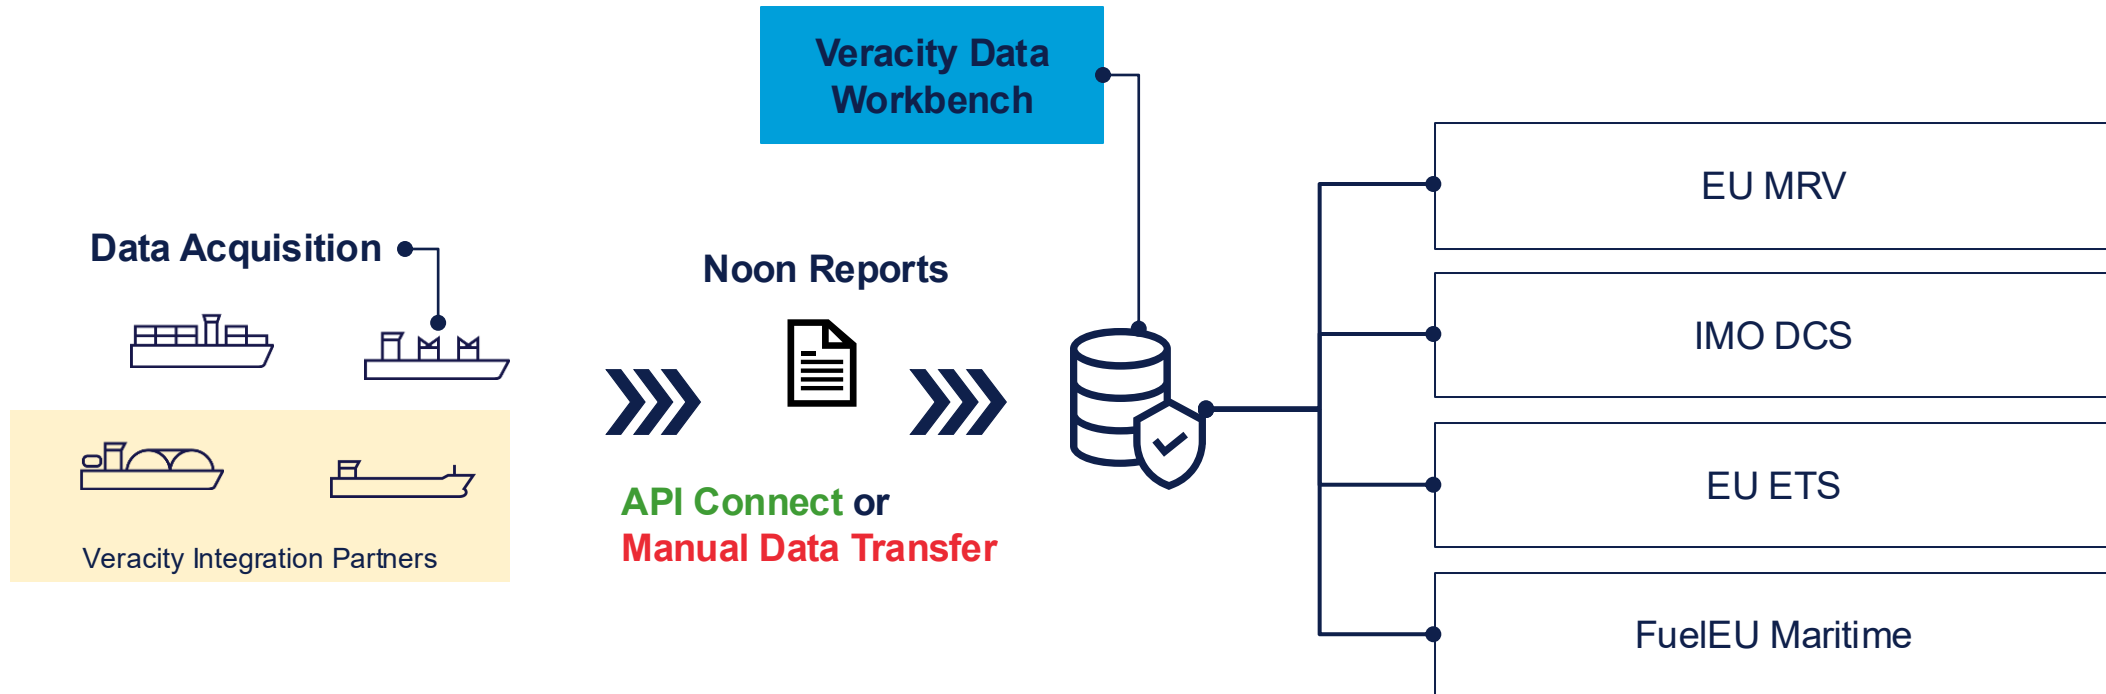 Veracity Data
Workbench
Data Acquisition
Veracity Integration Partners
Noon Reports
API Connect or
Manual Data Transfer
EU MRV
IMO DCS
EU ETS
FuelEU Maritime